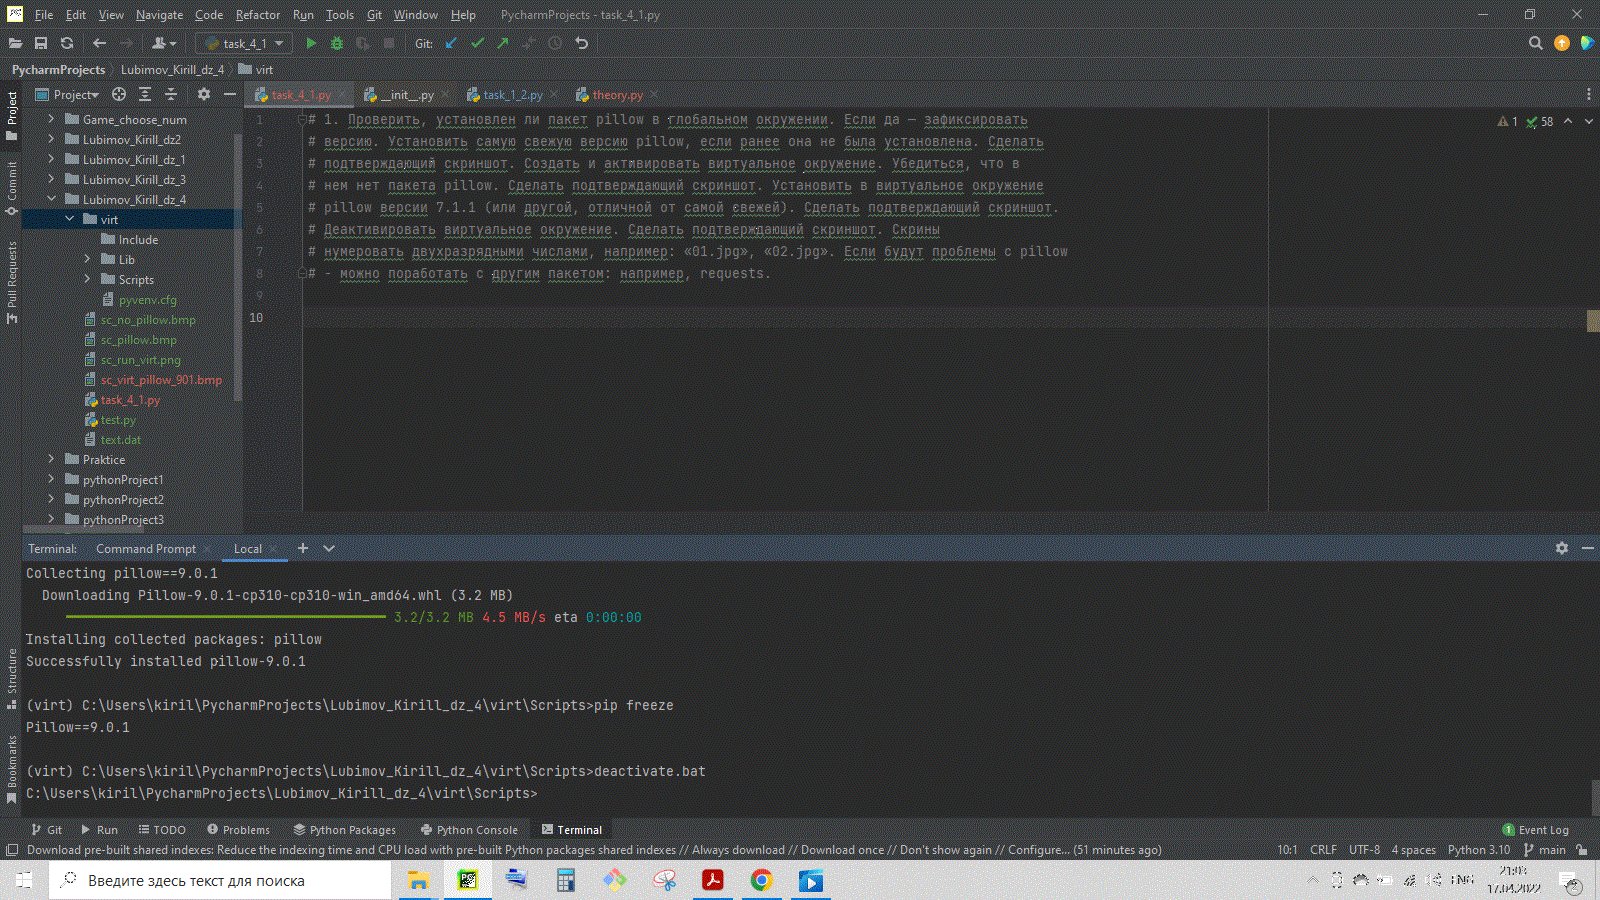 File Edit View Navigate Code Refactor Run Tools Git Window Help PycharmProjects - task_4_1.py
task_4_1 Git:
PycharmProjects Lubimov_Kirill_dz_4 virt
Project task_4_1.py __init__.py task_1_2.py theory.py
Project
Commit
Pull Requests
Structure
Bookmarks
Game_choose_num
Lubimov_Kirill_dz2
Lubimov_Kirill_dz_1
Lubimov_Kirill_dz_3
Lubimov_Kirill_dz_4
virt
Include
Lib
Scripts
pyvenv.cfg
sc_no_pillow.bmp
sc_pillow.bmp
sc_run_virt.png
sc_virt_pillow_901.bmp
task_4_1.py
test.py
text.dat
Praktice
pythonProject1
pythonProject2
pythonProject3
1 # 1. Проверить, установлен ли пакет pillow в глобальном окружении. Если да — зафиксировать
2 # версию. Установить самую свежую версию pillow, если ранее она не была установлена. Сделать
3 # подтверждающий скриншот. Создать и активировать виртуальное окружение. Убедиться, что в
4 # нем нет пакета pillow. Сделать подтверждающий скриншот. Установить в виртуальное окружение
5 # pillow версии 7.1.1 (или другой, отличной от самой свежей). Сделать подтверждающий скриншот.
6 # Деактивировать виртуальное окружение. Сделать подтверждающий скриншот. Скрины
7 # нумеровать двухразрядными числами, например: «01.jpg», «02.jpg». Если будут проблемы с pillow
8 # - можно поработать с другим пакетом: например, requests.
9
10
1 58
Terminal: Command Prompt Local
Collecting pillow==9.0.1
Downloading Pillow-9.0.1-cp310-cp310-win_amd64.whl (3.2 MB)
3.2/3.2 MB 4.5 MB/s eta 0:00:00
Installing collected packages: pillow
Successfully installed pillow-9.0.1
(virt) C:\Users\kiril\PycharmProjects\Lubimov_Kirill_dz_4\virt\Scripts>pip freeze
Pillow==9.0.1
(virt) C:\Users\kiril\PycharmProjects\Lubimov_Kirill_dz_4\virt\Scripts>deactivate.bat
C:\Users\kiril\PycharmProjects\Lubimov_Kirill_dz_4\virt\Scripts>
Git Run TODO Problems Python Packages Python Console Terminal 1 Event Log
Download pre-built shared indexes: Reduce the indexing time and CPU load with pre-built Python packages shared indexes // Always download // Download once // Don't show again // Configure... (51 minutes ago) 10:1 CRLF UTF-8 4 spaces Python 3.10 main
Введите здесь текст для поиска ENG 21:03
17.04.2022 2